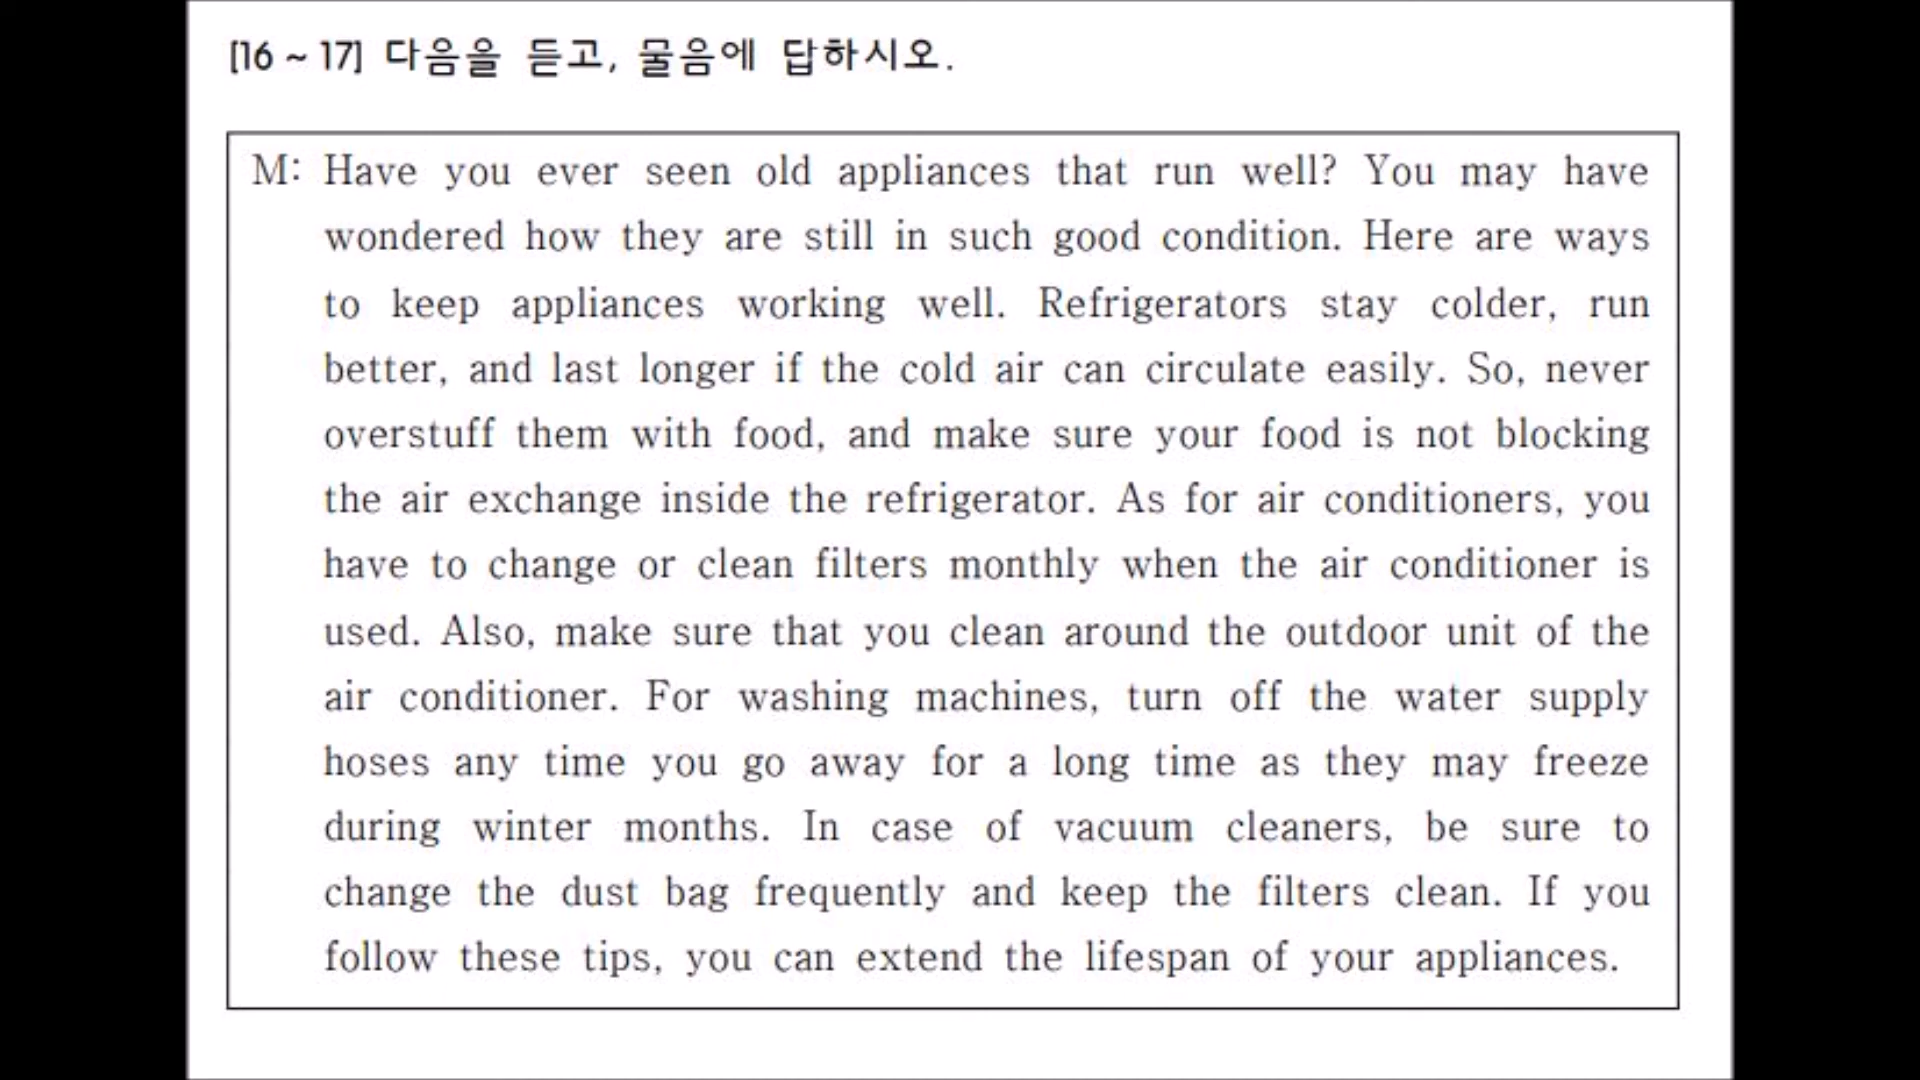 [16 ~ 17] 다음을 듣고, 물음에 답하시오.
M: Have you ever seen old appliances that run well? You may have
wondered how they are still in such good condition. Here are ways
to keep appliances working well. Refrigerators stay colder, run
better, and last longer if the cold air can circulate easily. So, never
overstuff them with food, and make sure your food is not blocking
the air exchange inside the refrigerator. As for air conditioners, you
have to change or clean filters monthly when the air conditioner is
used. Also, make sure that you clean around the outdoor unit of the
air conditioner. For washing machines, turn off the water supply
hoses any time you go away for a long time as they may freeze
during winter months. In case of vacuum cleaners, be sure to
change the dust bag frequently and keep the filters clean. If you
follow these tips, you can extend the lifespan of your appliances.